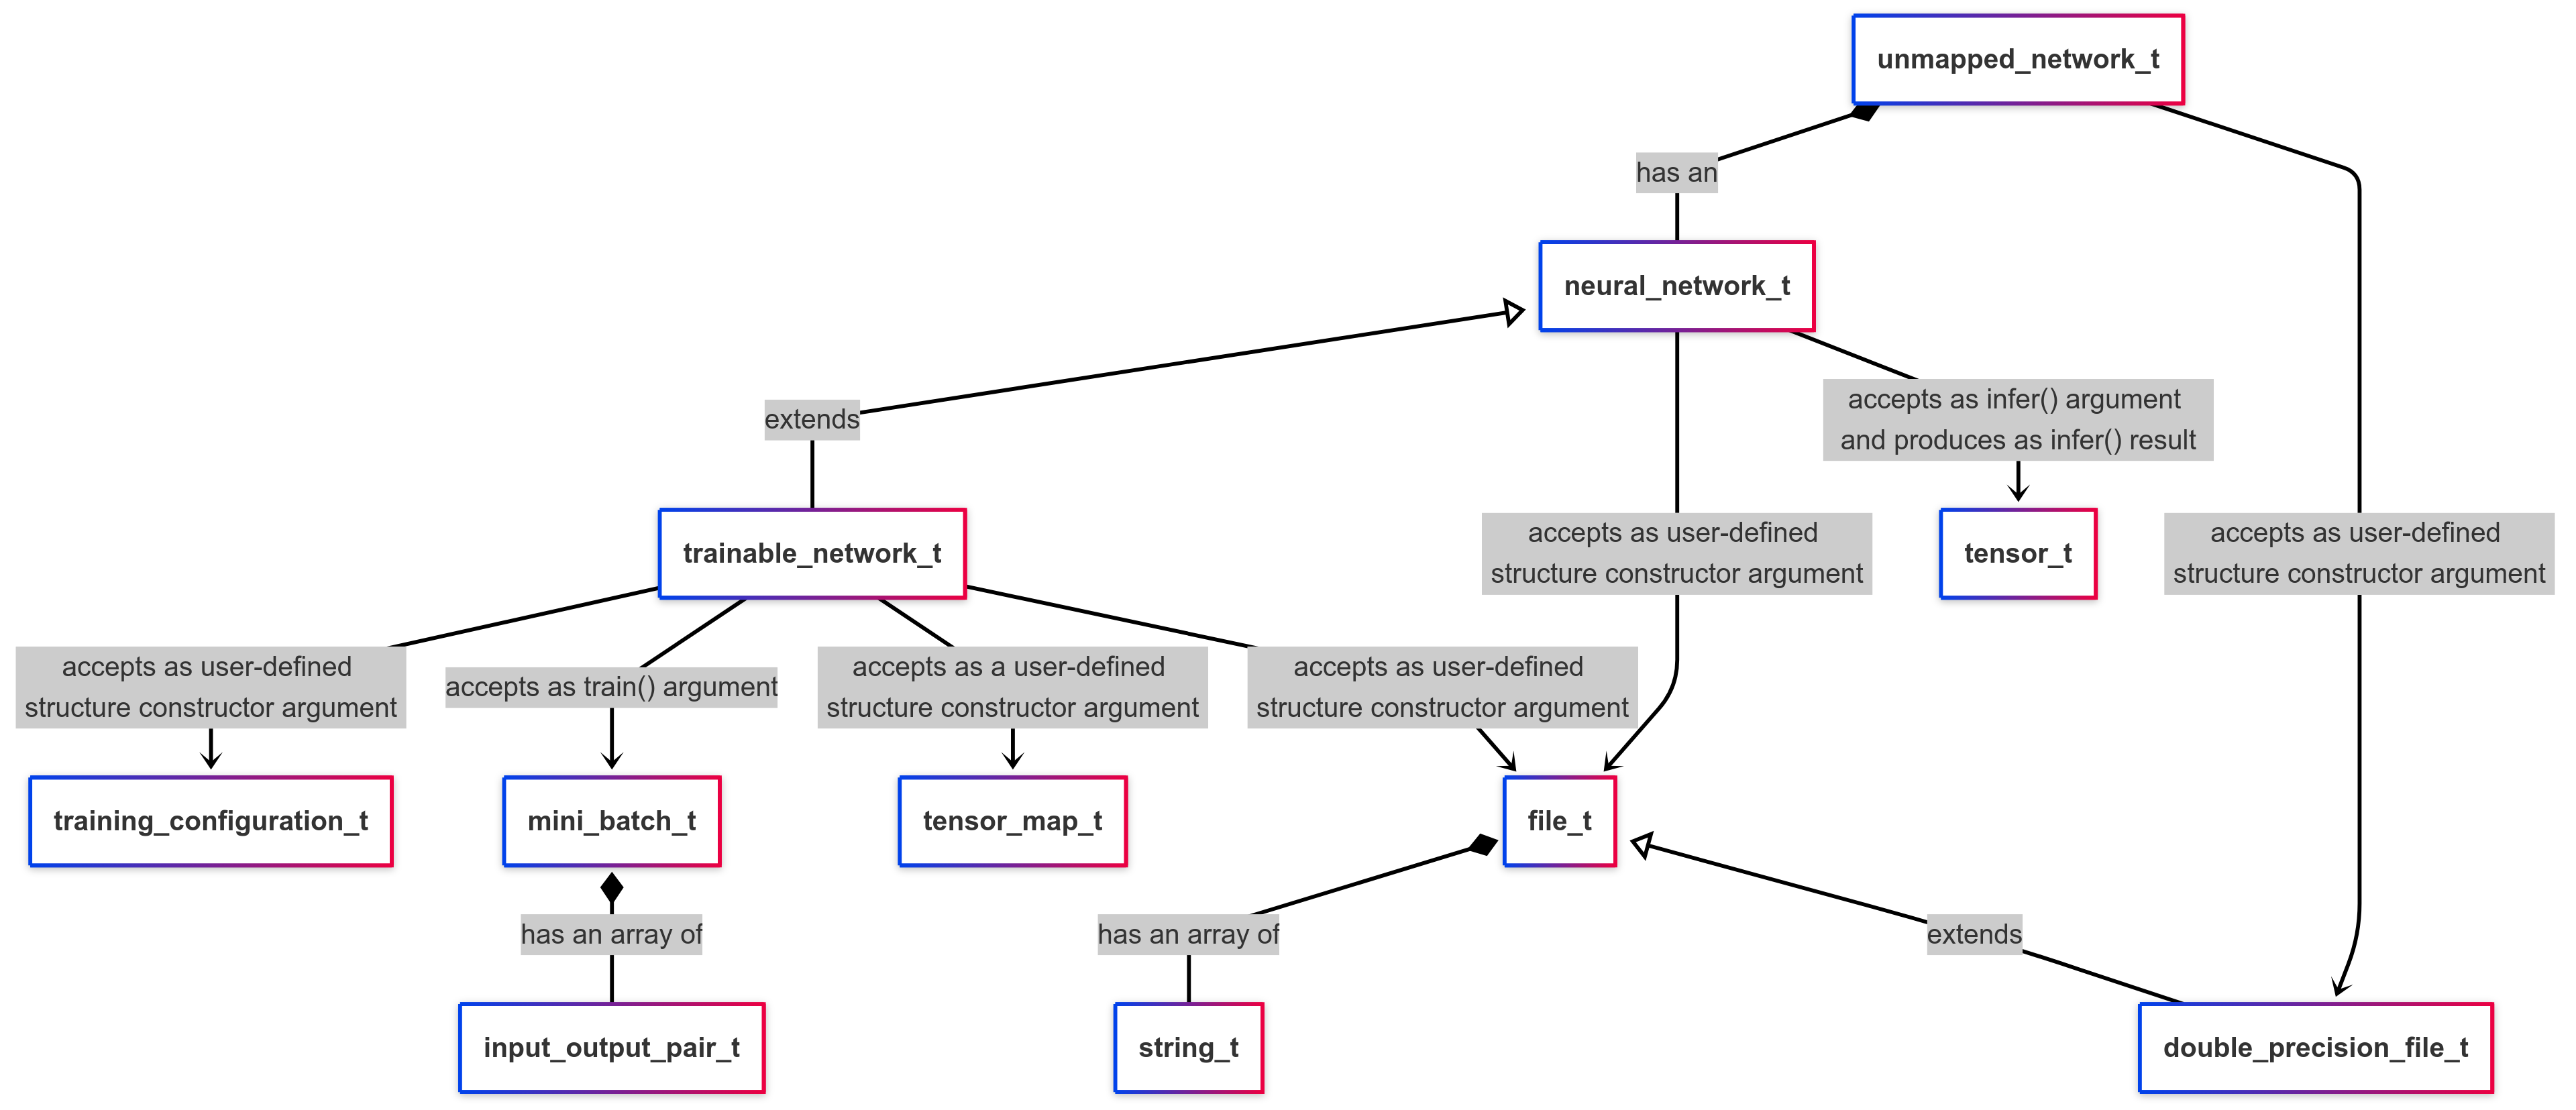 unmapped_network_t
has an
neural_network_t
extends
accepts as infer() argument
and produces as infer() result
trainable_network_t
accepts as user-defined
structure constructor argument
tensor_t
accepts as user-defined
structure constructor argument
accepts as user-defined
structure constructor argument
accepts as train() argument
accepts as a user-defined
structure constructor argument
accepts as user-defined
structure constructor argument
training_configuration_t
mini_batch_t
tensor_map_t
file_t
has an array of
has an array of
extends
input_output_pair_t
string_t
double_precision_file_t